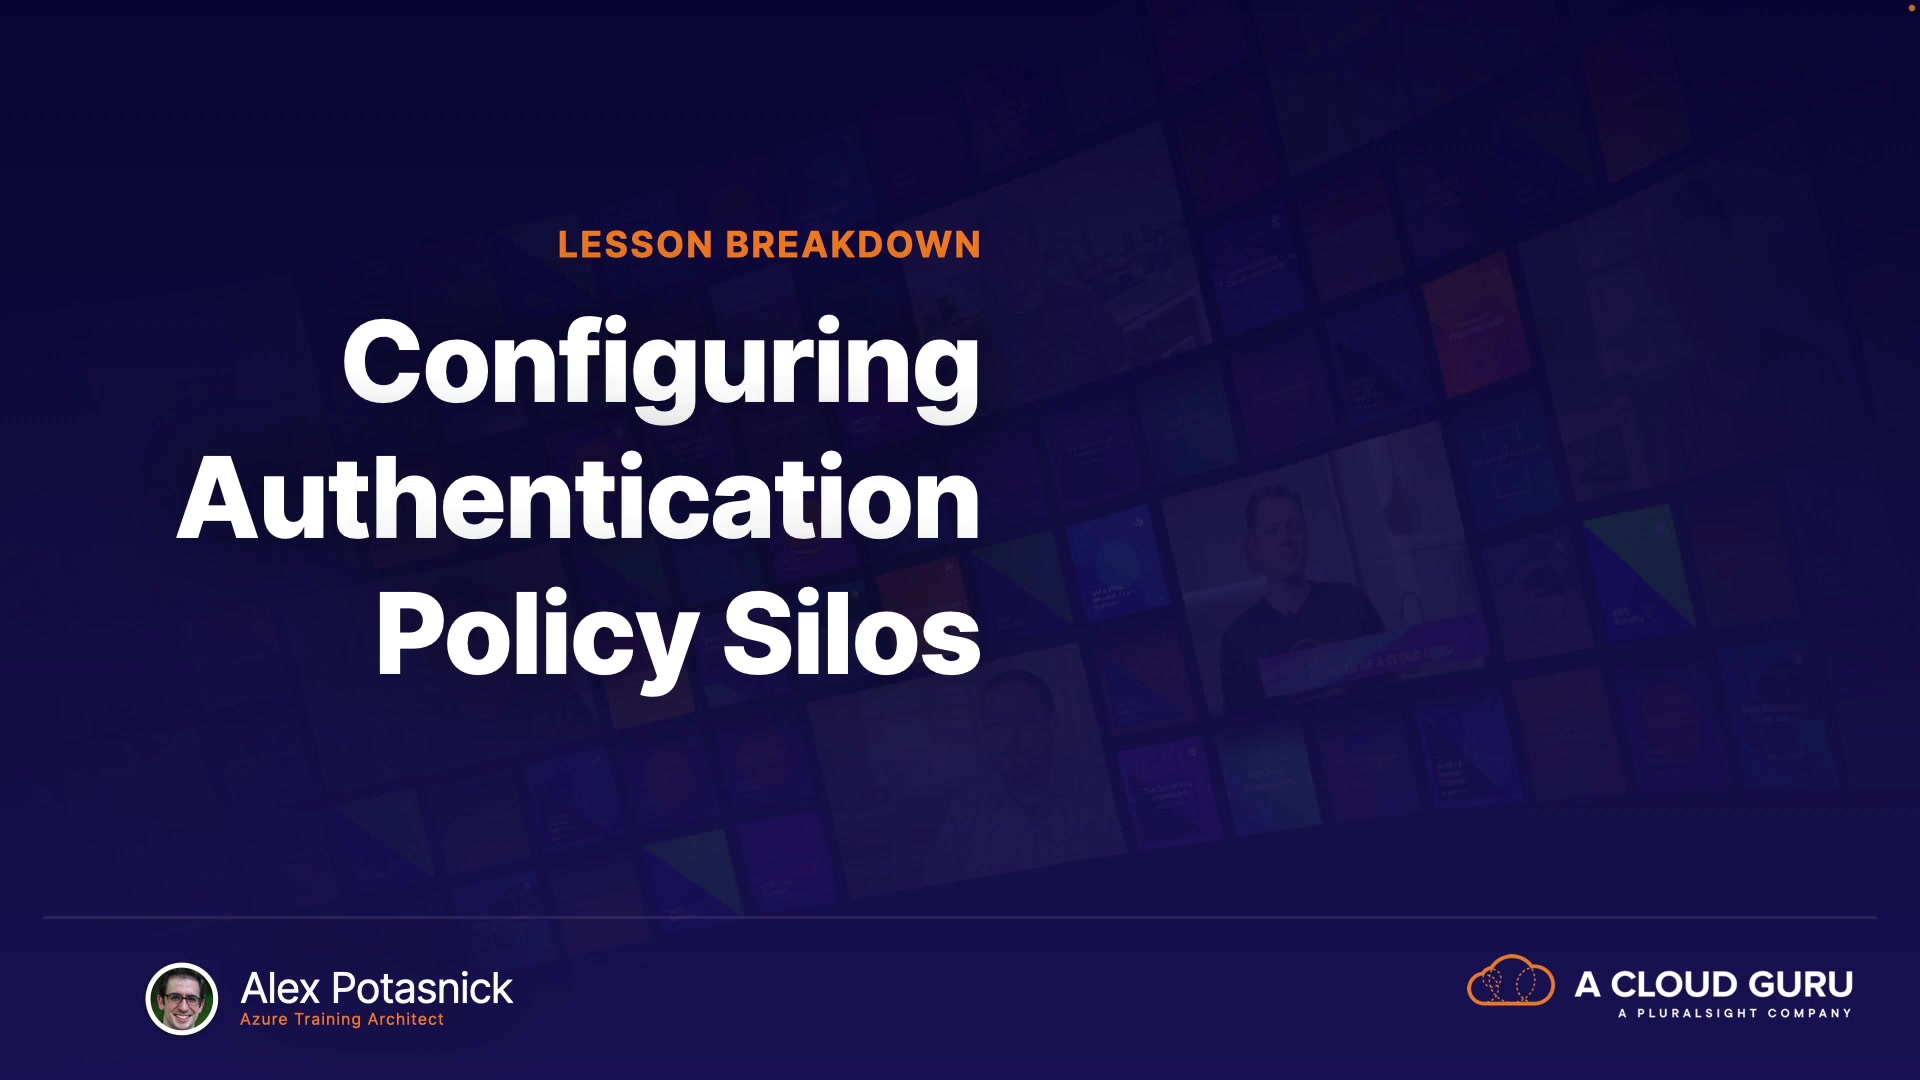 LESSON BREAKDOWN
Configuring
Authentication
Policy Silos
Alex Potasnick
Azure Training Architect
A CLOUD GURU
A PLURALSIGHT COMPANY